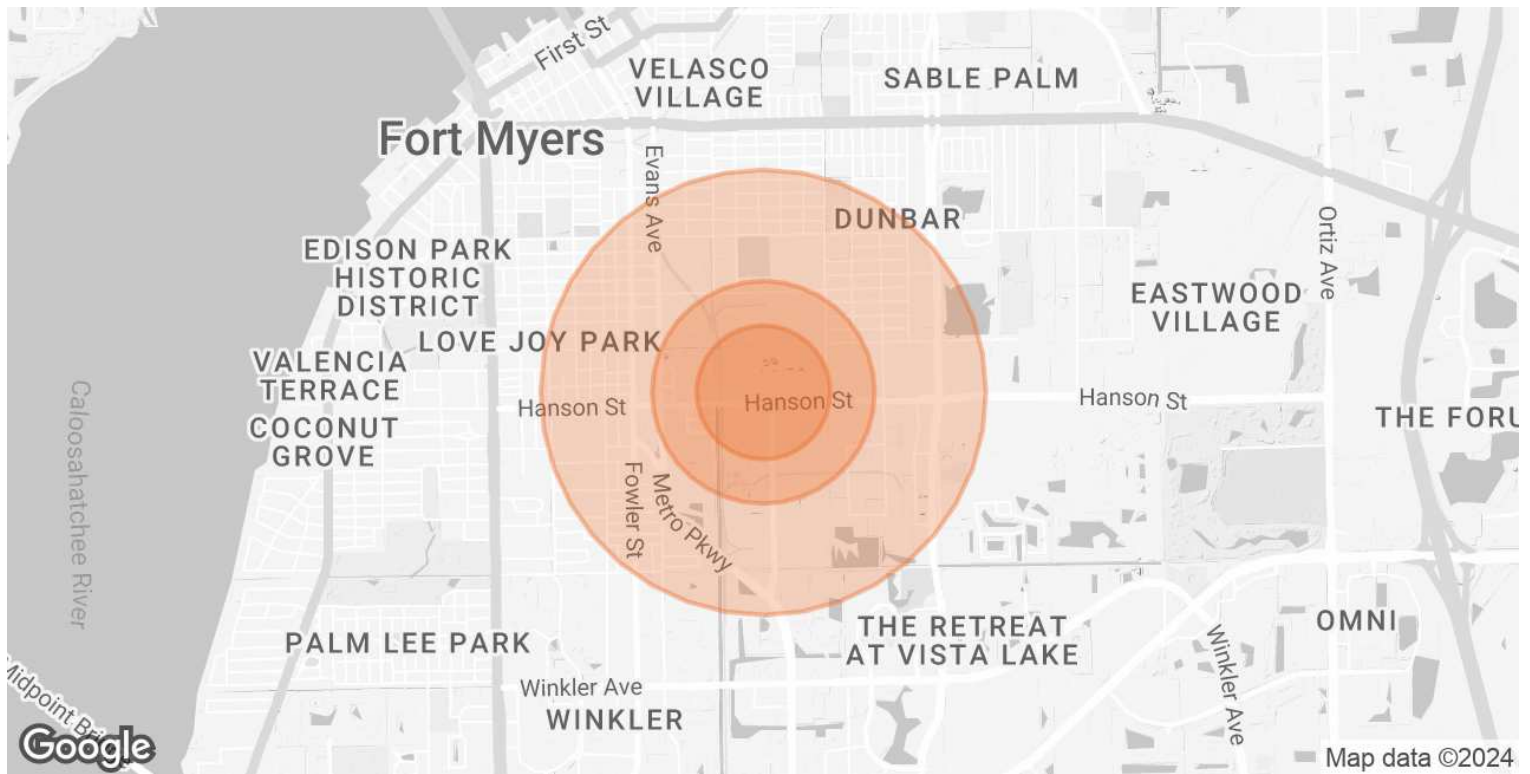 First St
VELASCO
VILLAGE
SABLE PALM
Fort Myers
Evans Ave
DUNBAR
Ortiz Ave
EDISON PARK
HISTORIC
DISTRICT
EASTWOOD
VILLAGE
LOVE JOY PARK
VALENCIA
TERRACE
Hanson St
Hanson St
Hanson St
THE FORU
COCONUT
GROVE
Caloosahatchee River
Fowler St
Metro Pkwy
THE RETREAT
AT VISTA LAKE
OMNI
PALM LEE PARK
Winkler Ave
Winkler Ave
WINKLER
Midpoint Bri
Google
Map data ©2024